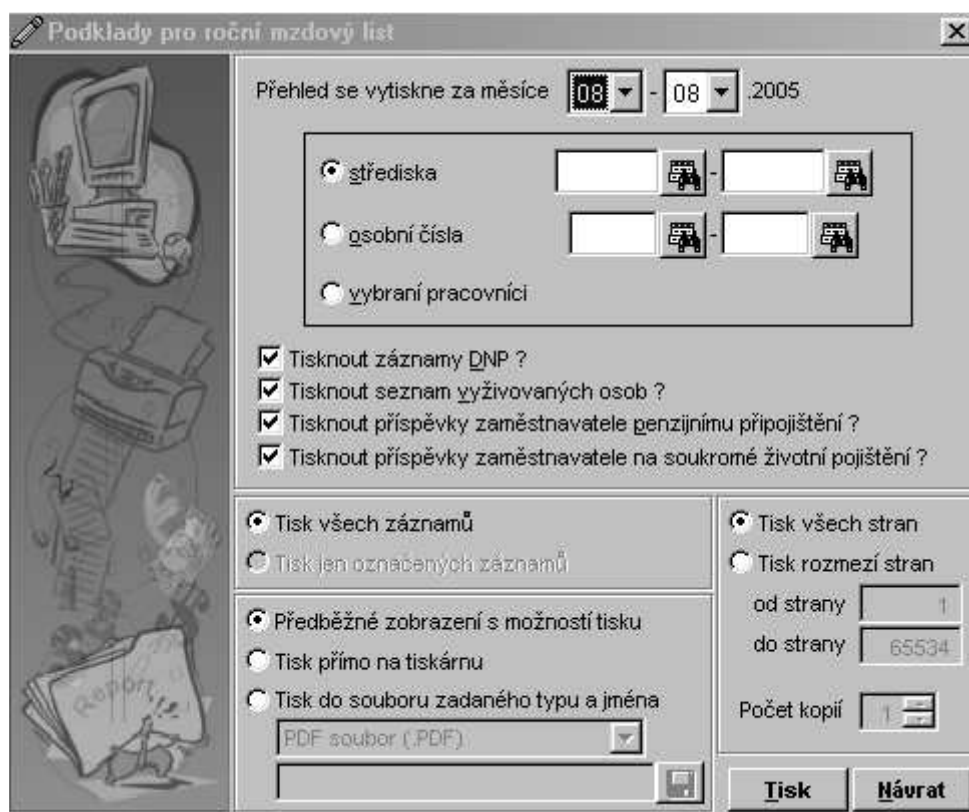 Podklady pro roční mzdový list
Přehled se vytiskne za měsíce 08 - 08 .2005
střediska -
osobní čísla -
vybraní pracovníci
Tisknout záznamy DNP ?
Tisknout seznam vyživovaných osob ?
Tisknout příspěvky zaměstnavatele penzijnímu připojištění ?
Tisknout příspěvky zaměstnavatele na soukromé životní pojištění ?
Tisk všech záznamů
Tisk jen označených záznamů
Předběžné zobrazení s možností tisku
Tisk přímo na tiskárnu
Tisk do souboru zadaného typu a jména
PDF soubor (.PDF)
Tisk všech stran
Tisk rozmezí stran
od strany 1
do strany 65534
Počet kopií 1
Tisk Návrat
Report